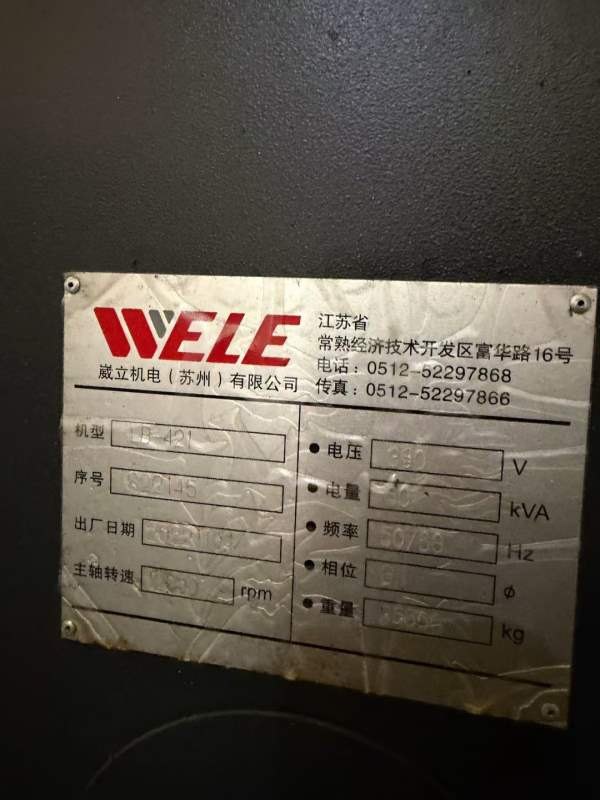 WELE
崴立机电（苏州）有限公司
江苏省
常熟经济技术开发区富华路16号
电话：0512-52297868
传真：0512-52297866
机型
序号
出厂日期
主轴转速 rpm
电压 380 V
电量 kVA
频率 Hz
相位 ø
重量 kg